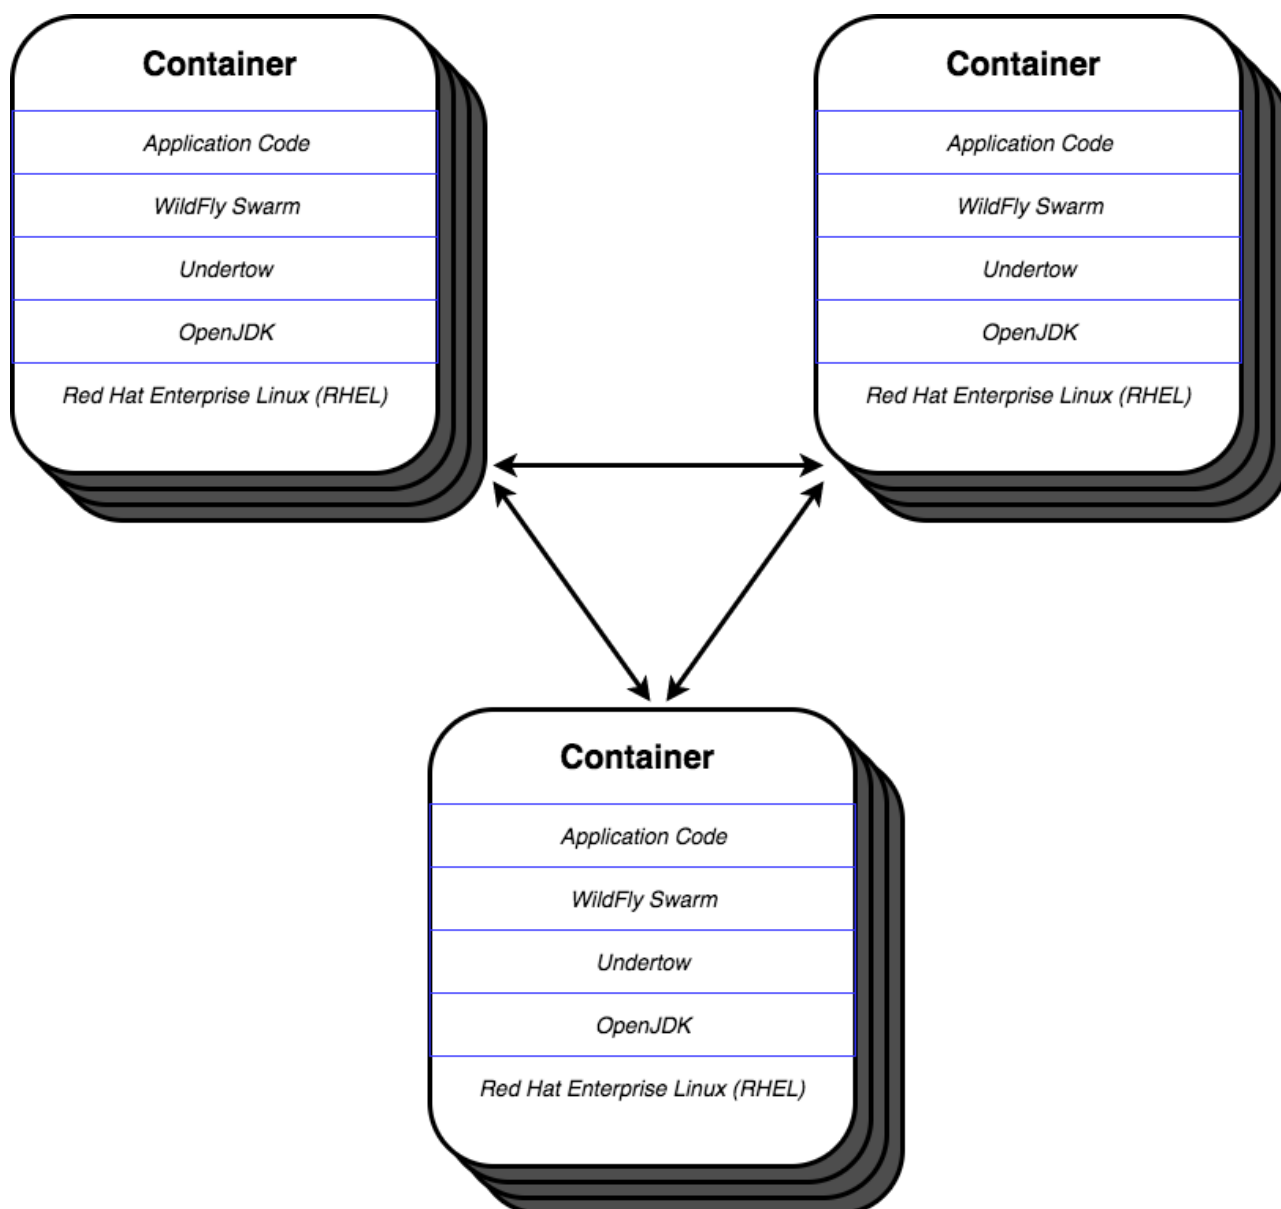 Container
Application Code
WildFly Swarm
Undertow
OpenJDK
Red Hat Enterprise Linux (RHEL)
Container
Application Code
WildFly Swarm
Undertow
OpenJDK
Red Hat Enterprise Linux (RHEL)
Container
Application Code
WildFly Swarm
Undertow
OpenJDK
Red Hat Enterprise Linux (RHEL)